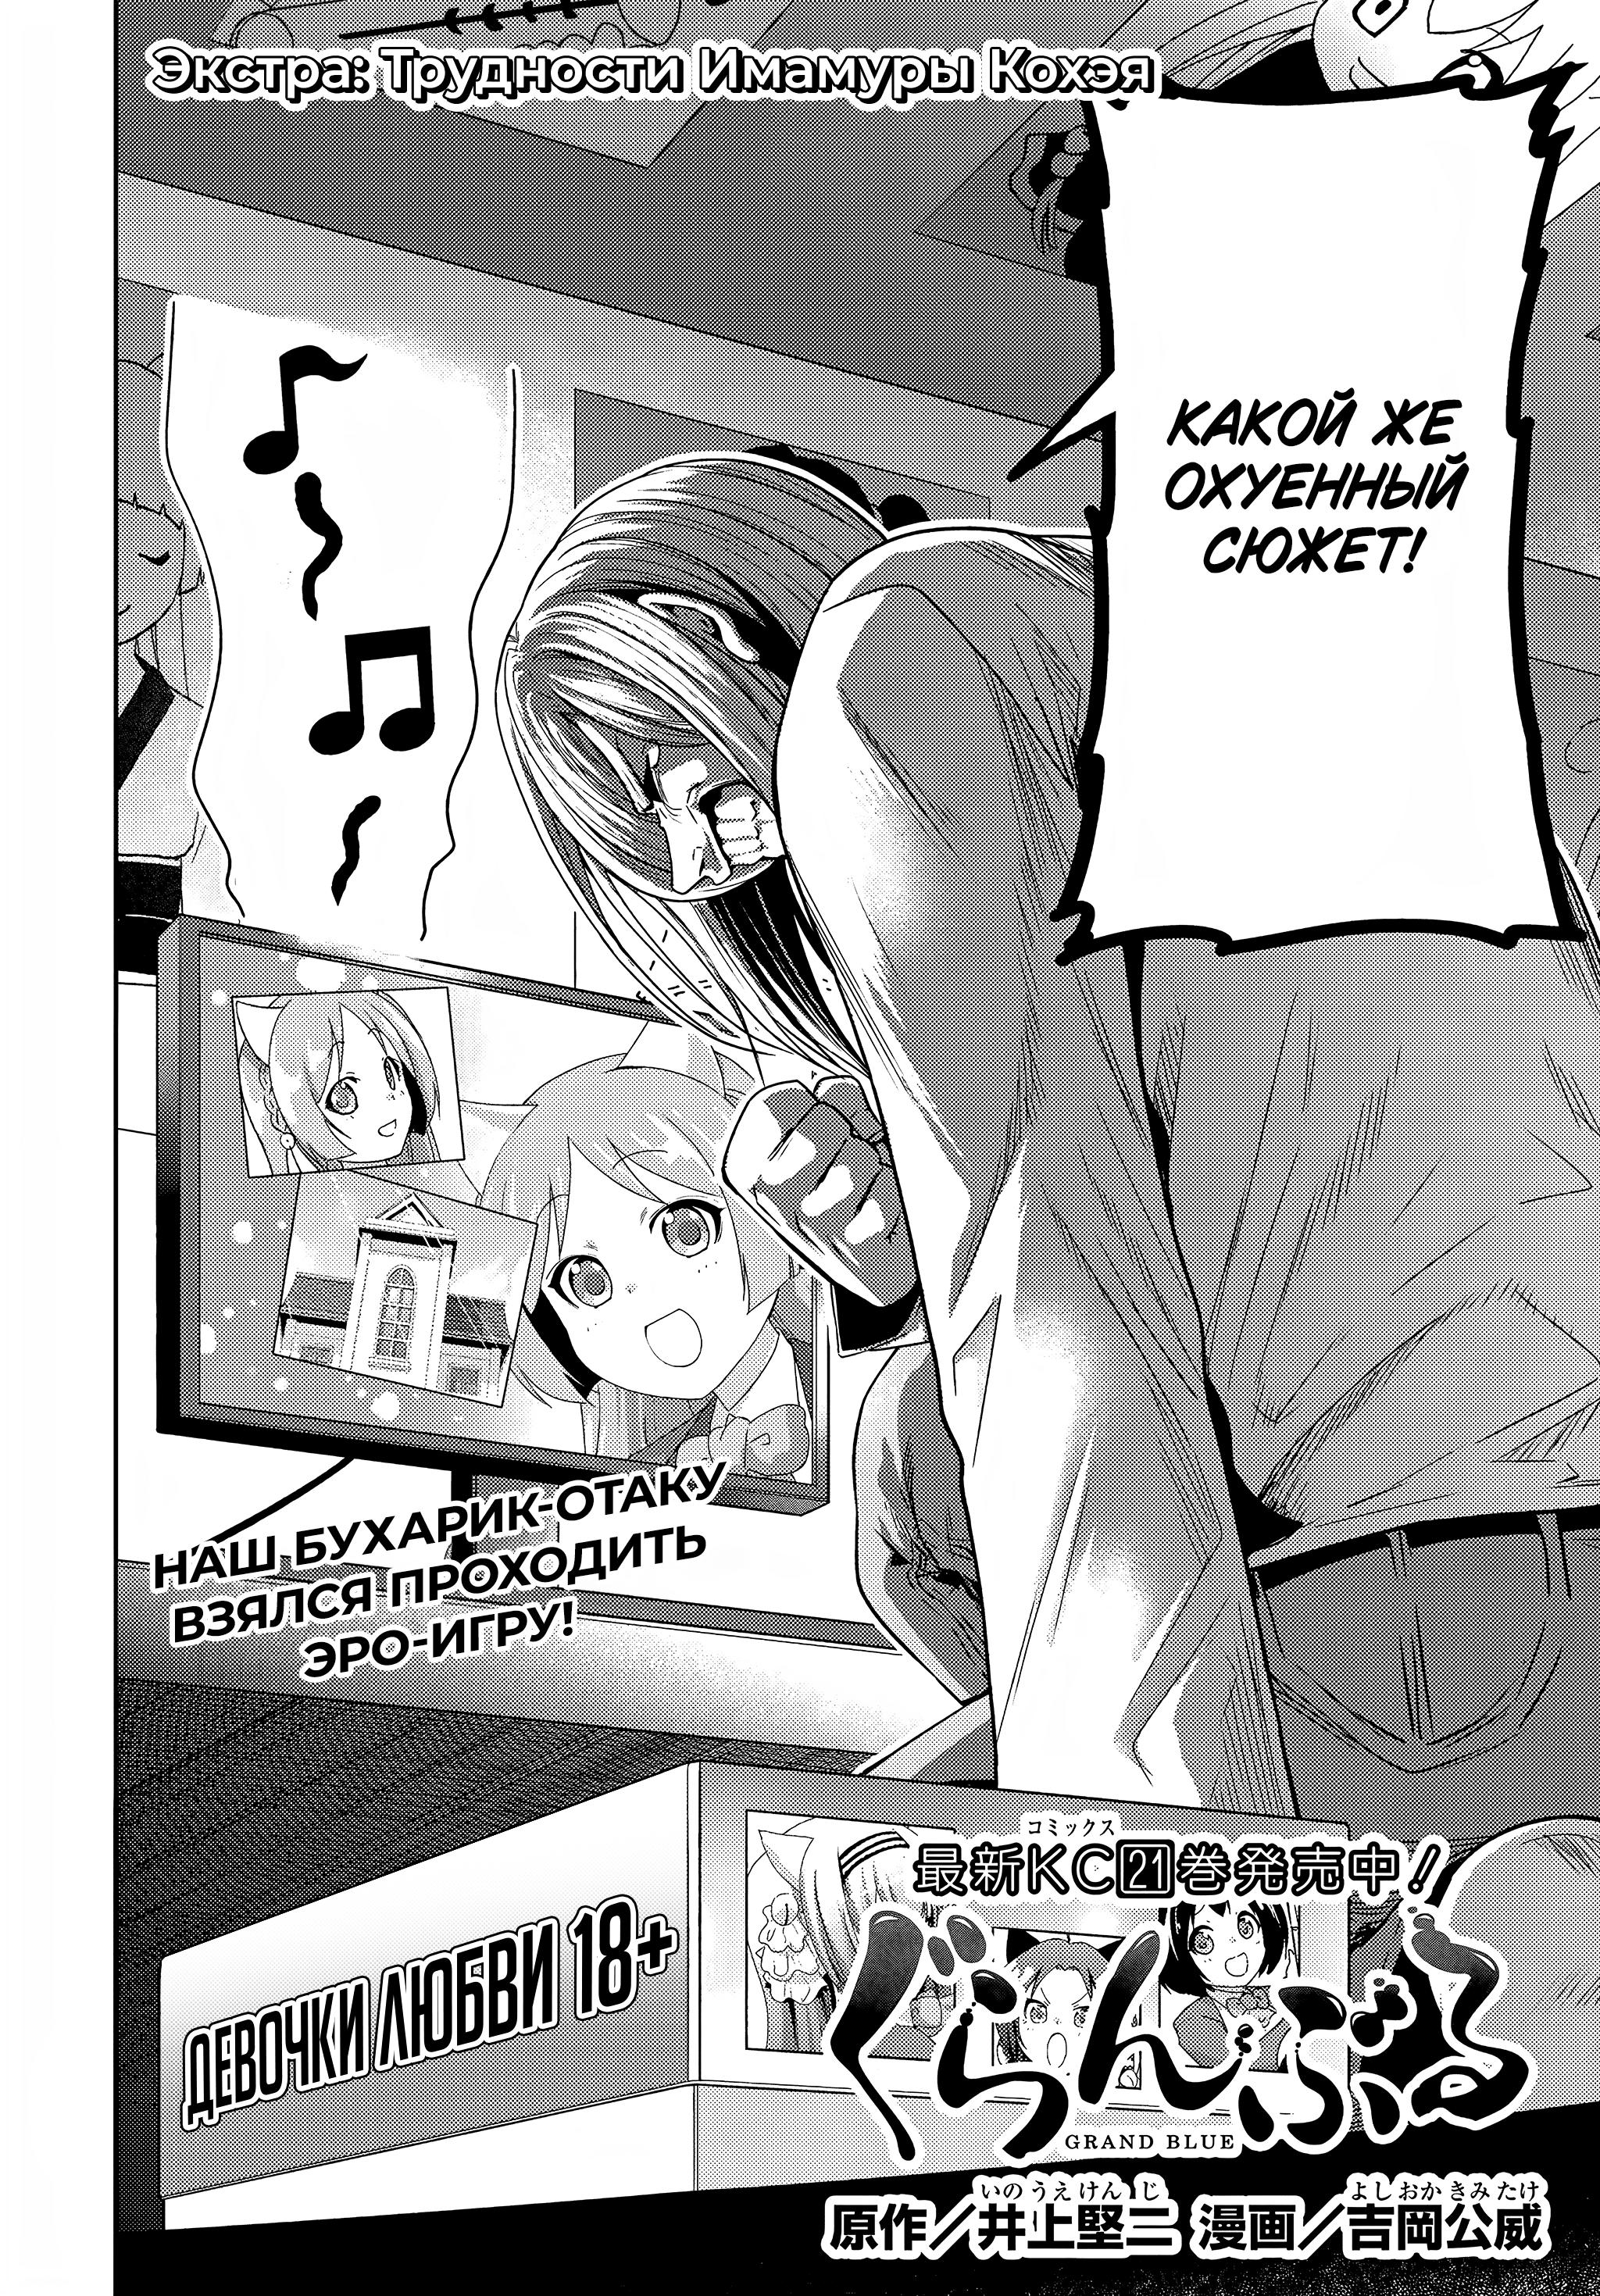 Экстра: Трудности Имамуры Кохэя
КАКОЙ ЖЕ
ОХУЕННЫЙ
СЮЖЕТ!
НАШ БУХАРИК-ОТАКУ
ВЗЯЛСЯ ПРОХОДИТЬ
ЭРО-ИГРУ!
ДЕВОЧКИ ЛЮБВИ 18+
コミックス
最新KC21巻発売中!
ぐらんぶる
GRAND BLUE
いのうえけんじ よしおかきみたけ
原作/井上堅二 漫画/吉岡公威